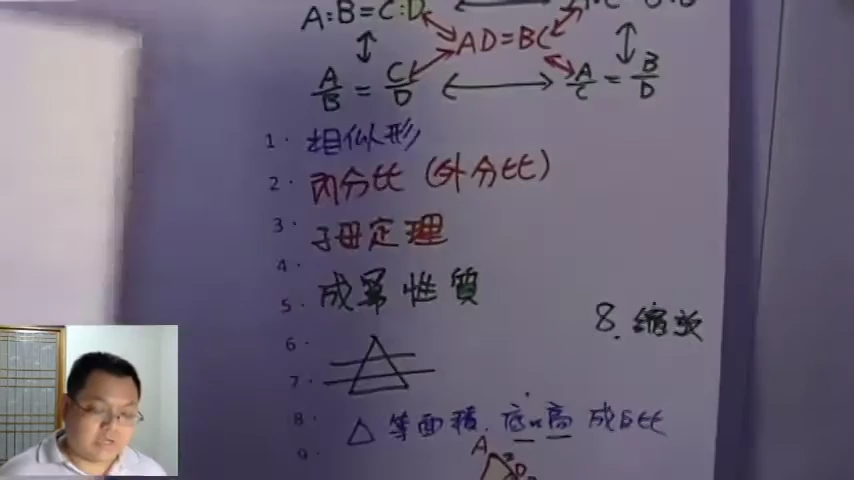 A:B=C:D
AD=BC
A/B = C/D
A/C = B/D
1. 相似形
2. 內分比 (外分比)
3. 子母定理
4.
5. 成冪性質
8. 縮放
6.
7.
8. △等面積. 底×高 成反比
9.
A
D